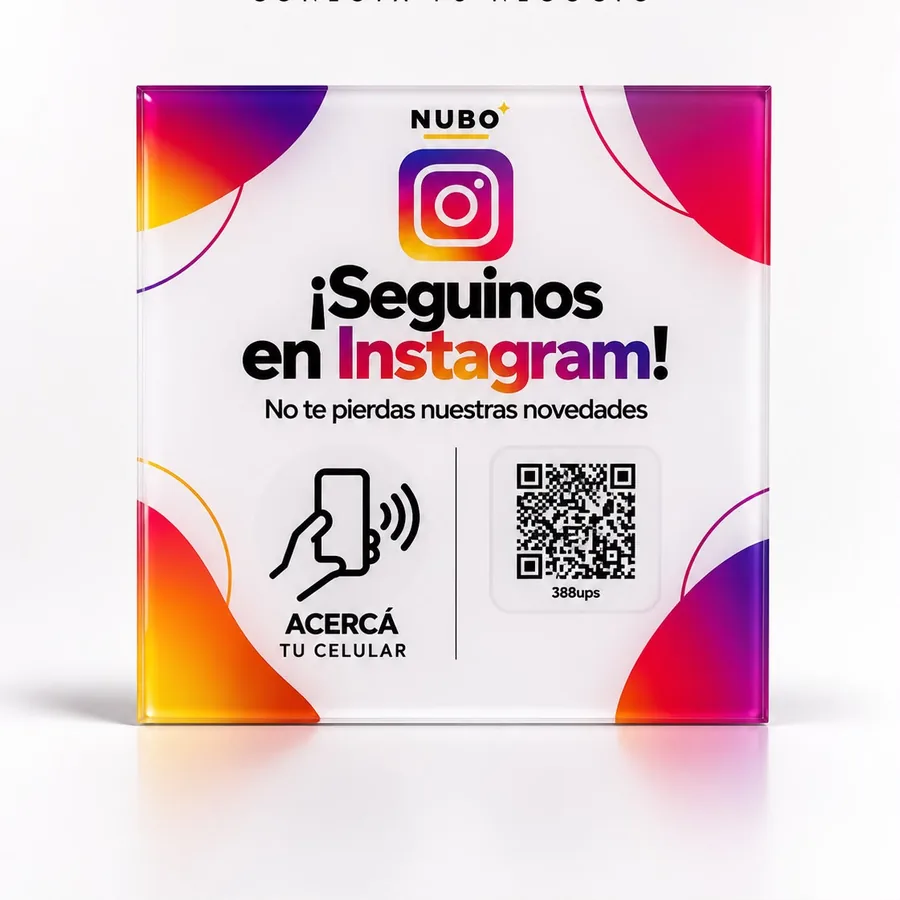 NUBO
¡Seguinos
en Instagram!
No te pierdas nuestras novedades
ACERCÁ
TU CELULAR
388ups